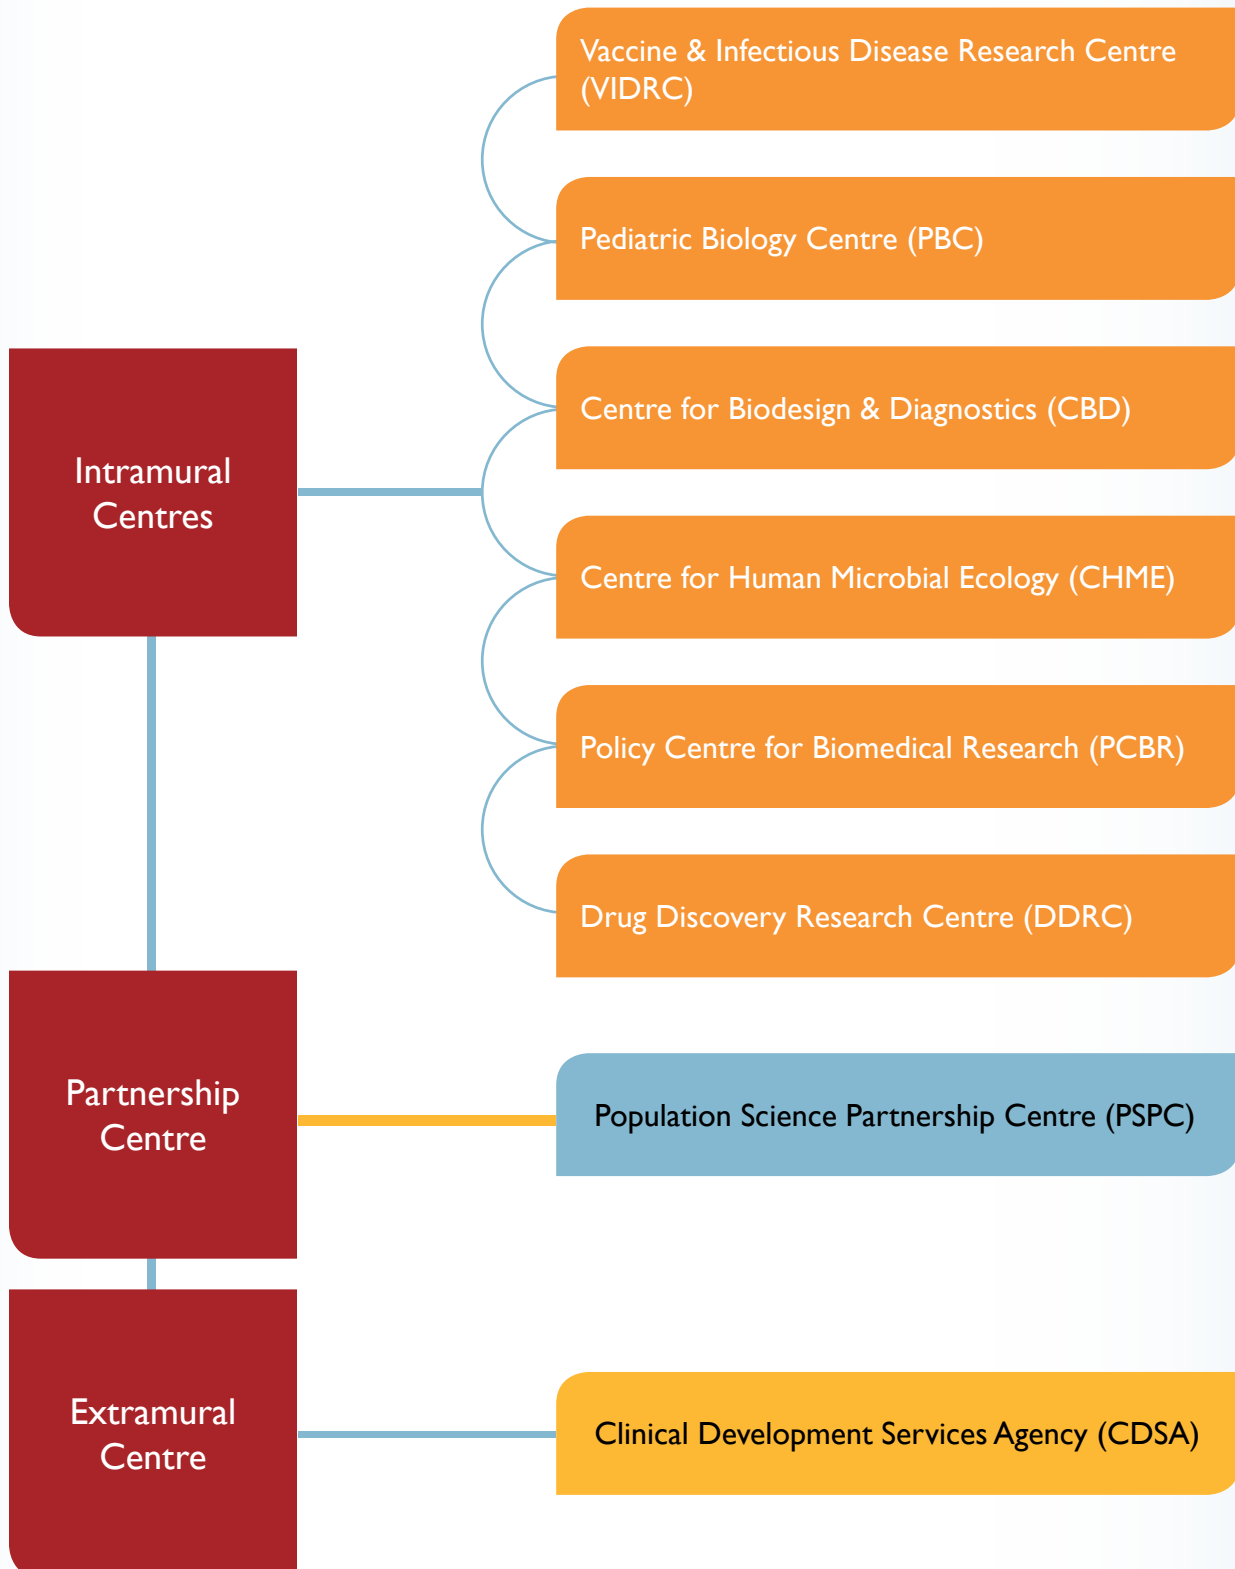 Vaccine & Infectious Disease Research Centre
(VIDRC)
Pediatric Biology Centre (PBC)
Centre for Biodesign & Diagnostics (CBD)
Intramural
Centres
Centre for Human Microbial Ecology (CHME)
Policy Centre for Biomedical Research (PCBR)
Drug Discovery Research Centre (DDRC)
Partnership
Centre
Population Science Partnership Centre (PSPC)
Extramural
Centre
Clinical Development Services Agency (CDSA)